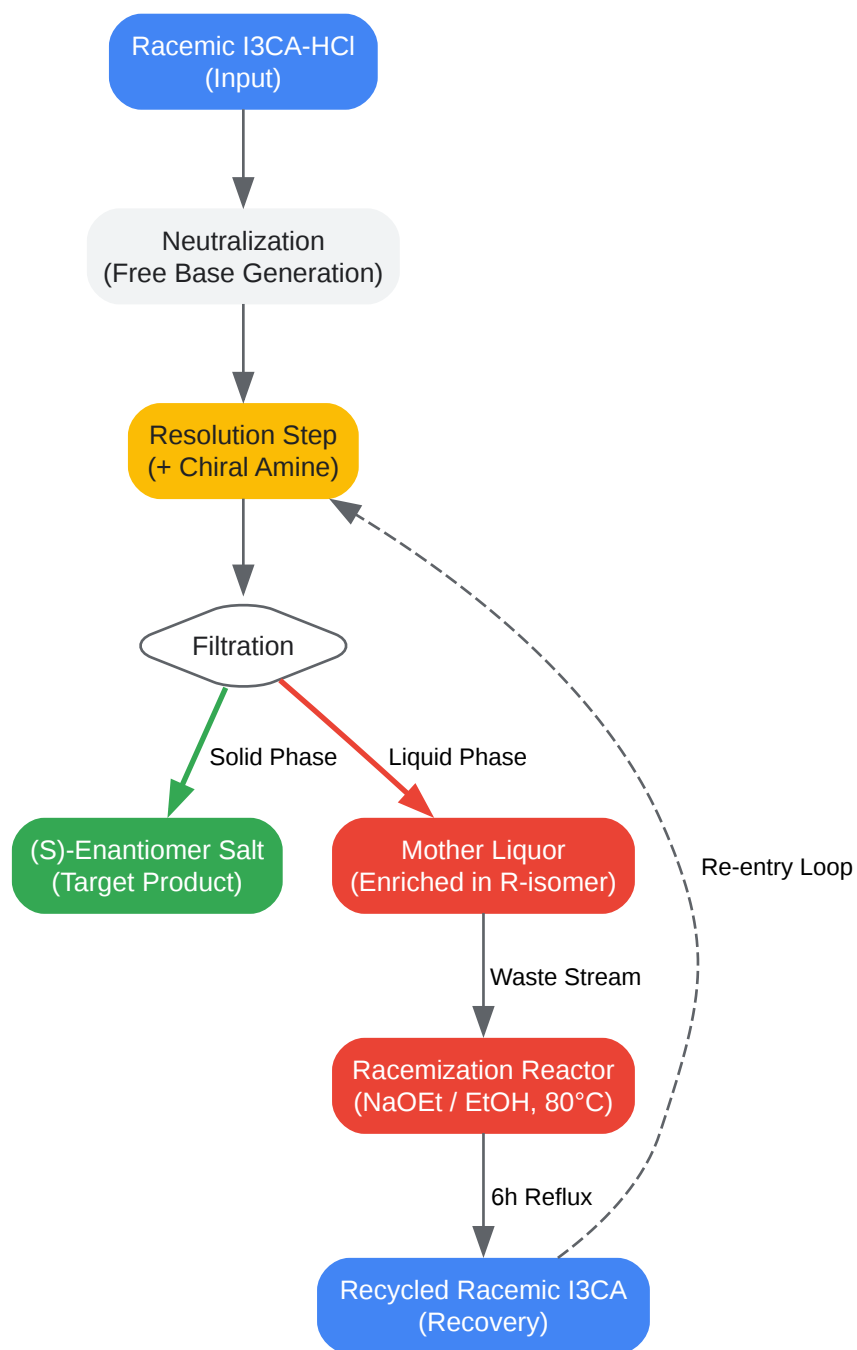 Racemic I3CA-HCl
(Input)
Neutralization
(Free Base Generation)
Resolution Step
(+ Chiral Amine)
Filtration
Solid Phase
Liquid Phase
(S)-Enantiomer Salt
(Target Product)
Mother Liquor
(Enriched in R-isomer)
Re-entry Loop
Waste Stream
Racemization Reactor
(NaOEt / EtOH, 80°C)
6h Reflux
Recycled Racemic I3CA
(Recovery)